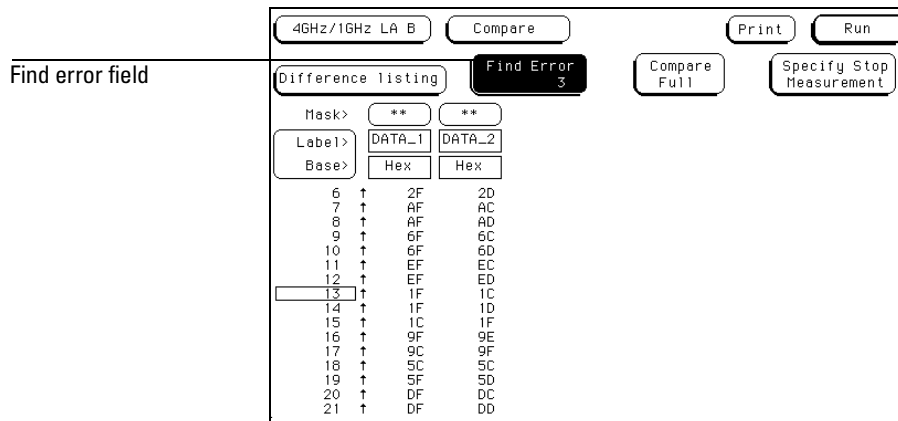 4GHz/1GHz LA B Compare Print Run
Find error field
Difference listing Find Error 3 Compare Full Specify Stop Measurement
Mask> ** **
Label> DATA_1 DATA_2
Base> Hex Hex
6 ↑ 2F 2D
7 ↑ AF AC
8 ↑ AF AD
9 ↑ 6F 6C
10 ↑ 6F 6D
11 ↑ EF EC
12 ↑ EF ED
13 ↑ 1F 1C
14 ↑ 1F 1D
15 ↑ 1C 1F
16 ↑ 9F 9E
17 ↑ 9C 9F
18 ↑ 5C 5C
19 ↑ 5F 5D
20 ↑ DF DC
21 ↑ DF DD